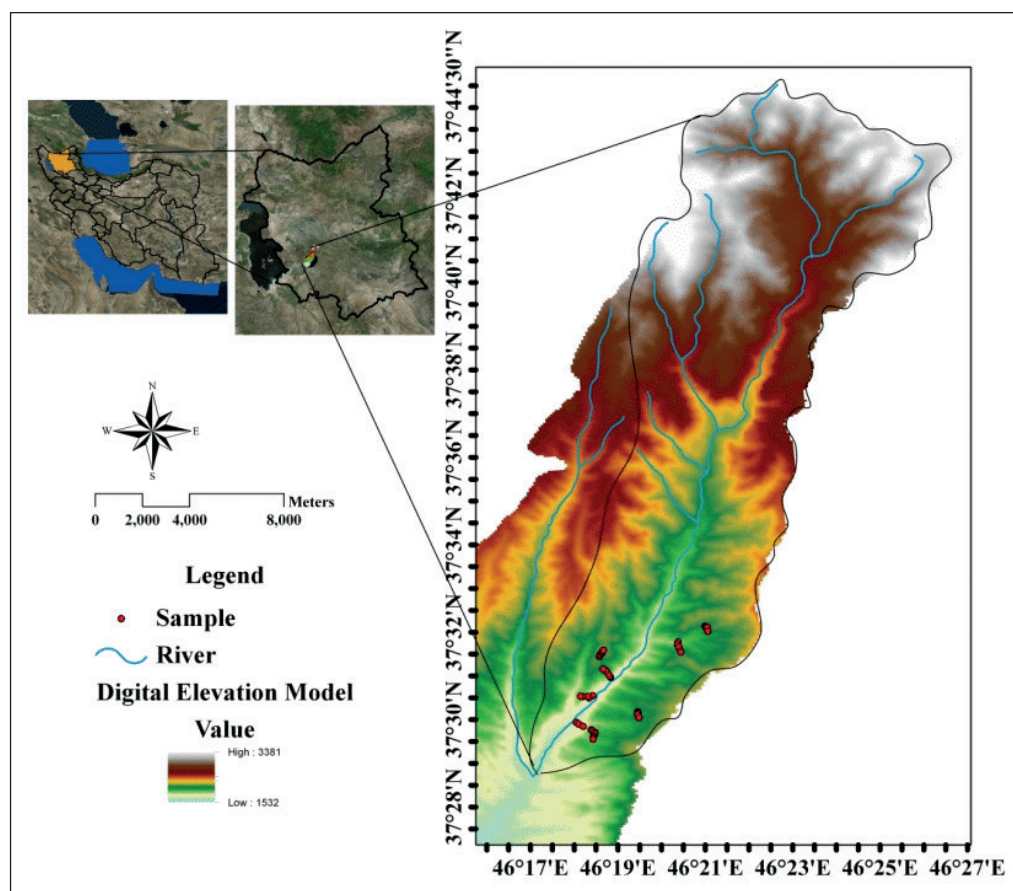 N
W E
S
Meters
0 2,000 4,000 8,000
Legend
Sample
River
Digital Elevation Model
Value
High : 3381
Low : 1532
37°44'30''N
37°42'N
37°40'N
37°38'N
37°36'N
37°34'N
37°32'N
37°30'N
37°28'N
46°17'E 46°19'E 46°21'E 46°23'E 46°25'E 46°27'E